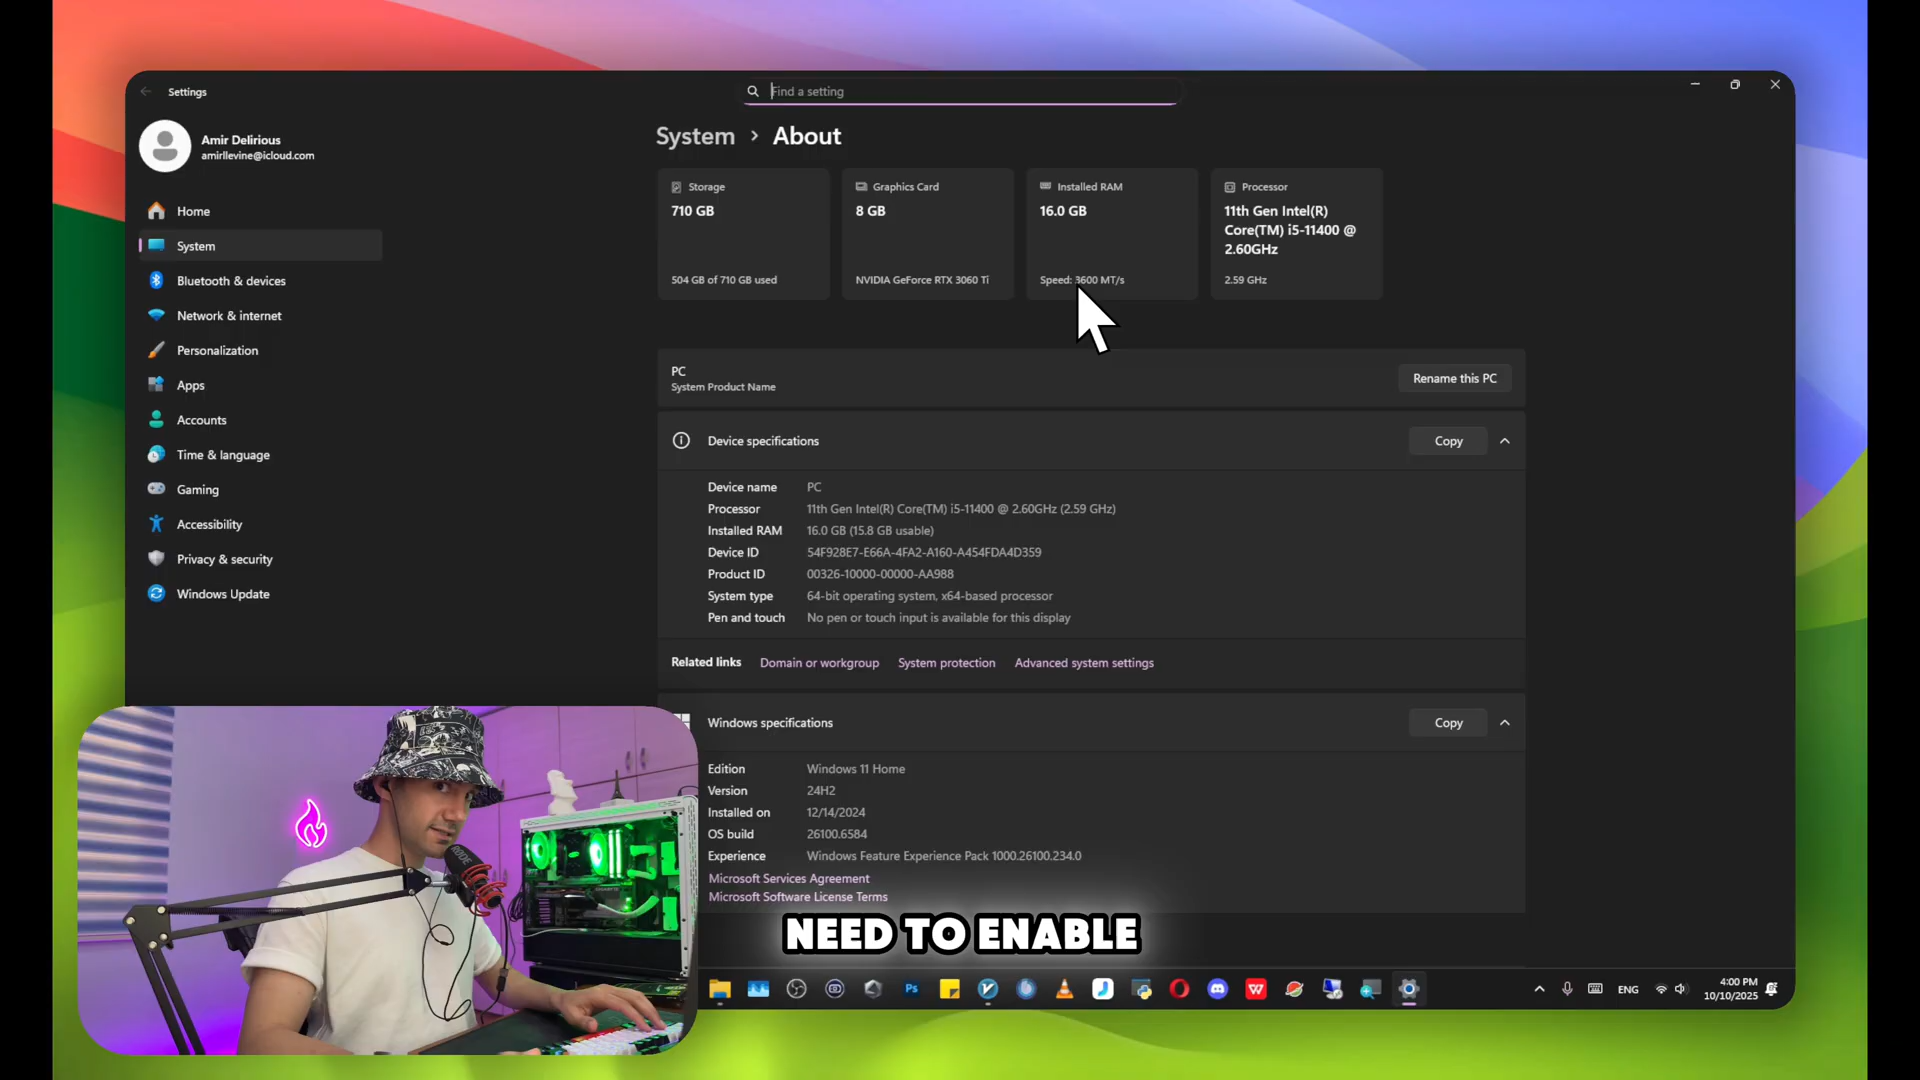 Settings
Find a setting
Amir Delirious
amirllevine@icloud.com
Home
System
Bluetooth & devices
Network & internet
Personalization
Apps
Accounts
Time & language
Gaming
Accessibility
Privacy & security
Windows Update
System > About
Storage
710 GB
504 GB of 710 GB used
Graphics Card
8 GB
NVIDIA GeForce RTX 3060 Ti
Installed RAM
16.0 GB
Speed: 3600 MT/s
Processor
11th Gen Intel(R)
Core(TM) i5-11400 @
2.60GHz
2.59 GHz
PC
System Product Name
Rename this PC
Device specifications
Copy
Device name PC
Processor 11th Gen Intel(R) Core(TM) i5-11400 @ 2.60GHz (2.59 GHz)
Installed RAM 16.0 GB (15.8 GB usable)
Device ID 54F928E7-E66A-4FA2-A160-A454FDA4D359
Product ID 00326-10000-00000-AA988
System type 64-bit operating system, x64-based processor
Pen and touch No pen or touch input is available for this display
Related links Domain or workgroup System protection Advanced system settings
Windows specifications
Copy
Edition Windows 11 Home
Version 24H2
Installed on 12/14/2024
OS build 26100.6584
Experience Windows Feature Experience Pack 1000.26100.234.0
Microsoft Services Agreement
Microsoft Software License Terms
RODE
NEED TO ENABLE
Ps
ENG
4:00 PM
10/10/2025